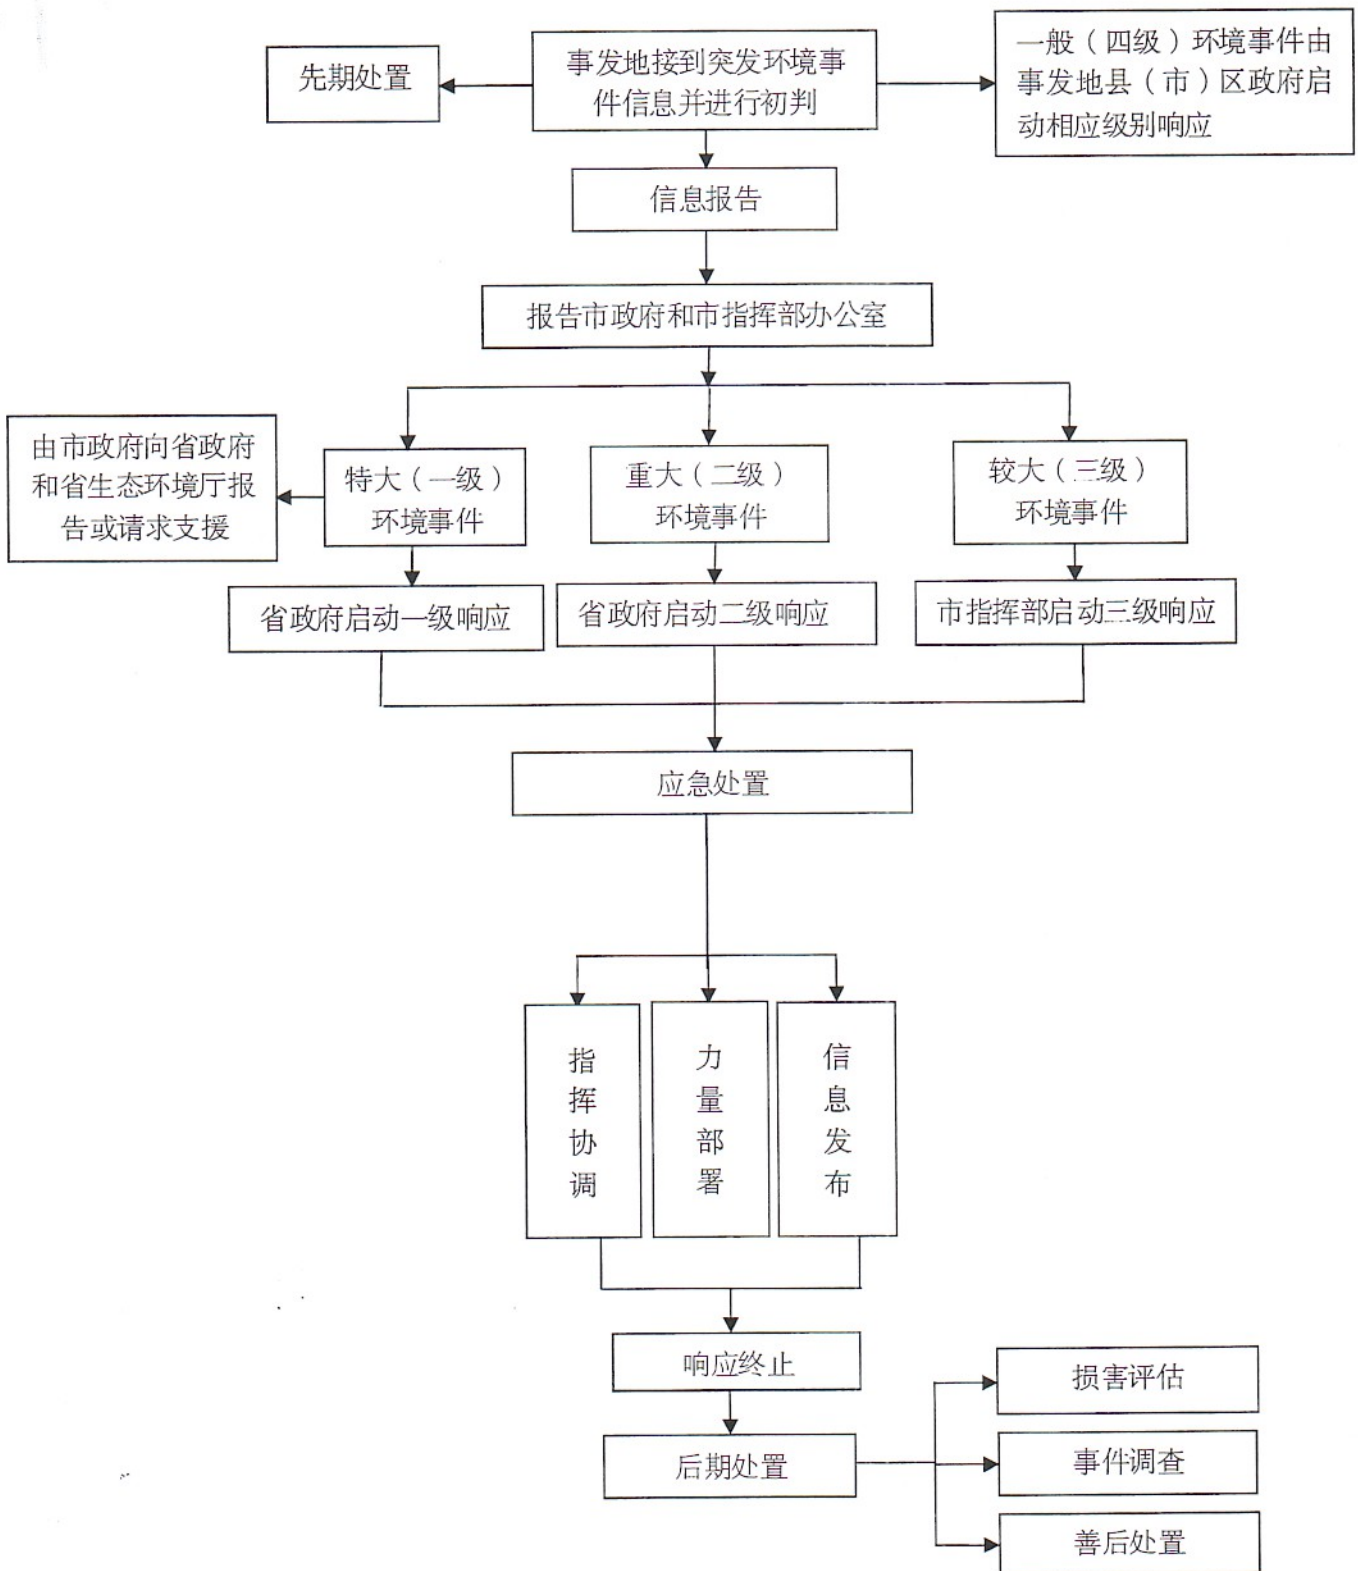 先期处置
事发地接到突发环境事
件信息并进行初判
一般（四级）环境事件由
事发地县（市）区政府启
动相应级别响应
信息报告
报告市政府和市指挥部办公室
由市政府向省政府
和省生态环境厅报
告或请求支援
特大（一级）
环境事件
重大（二级）
环境事件
较大（三级）
环境事件
省政府启动一级响应
省政府启动二级响应
市指挥部启动三级响应
应急处置
指挥协调
力量部署
信息发布
响应终止
后期处置
损害评估
事件调查
善后处置